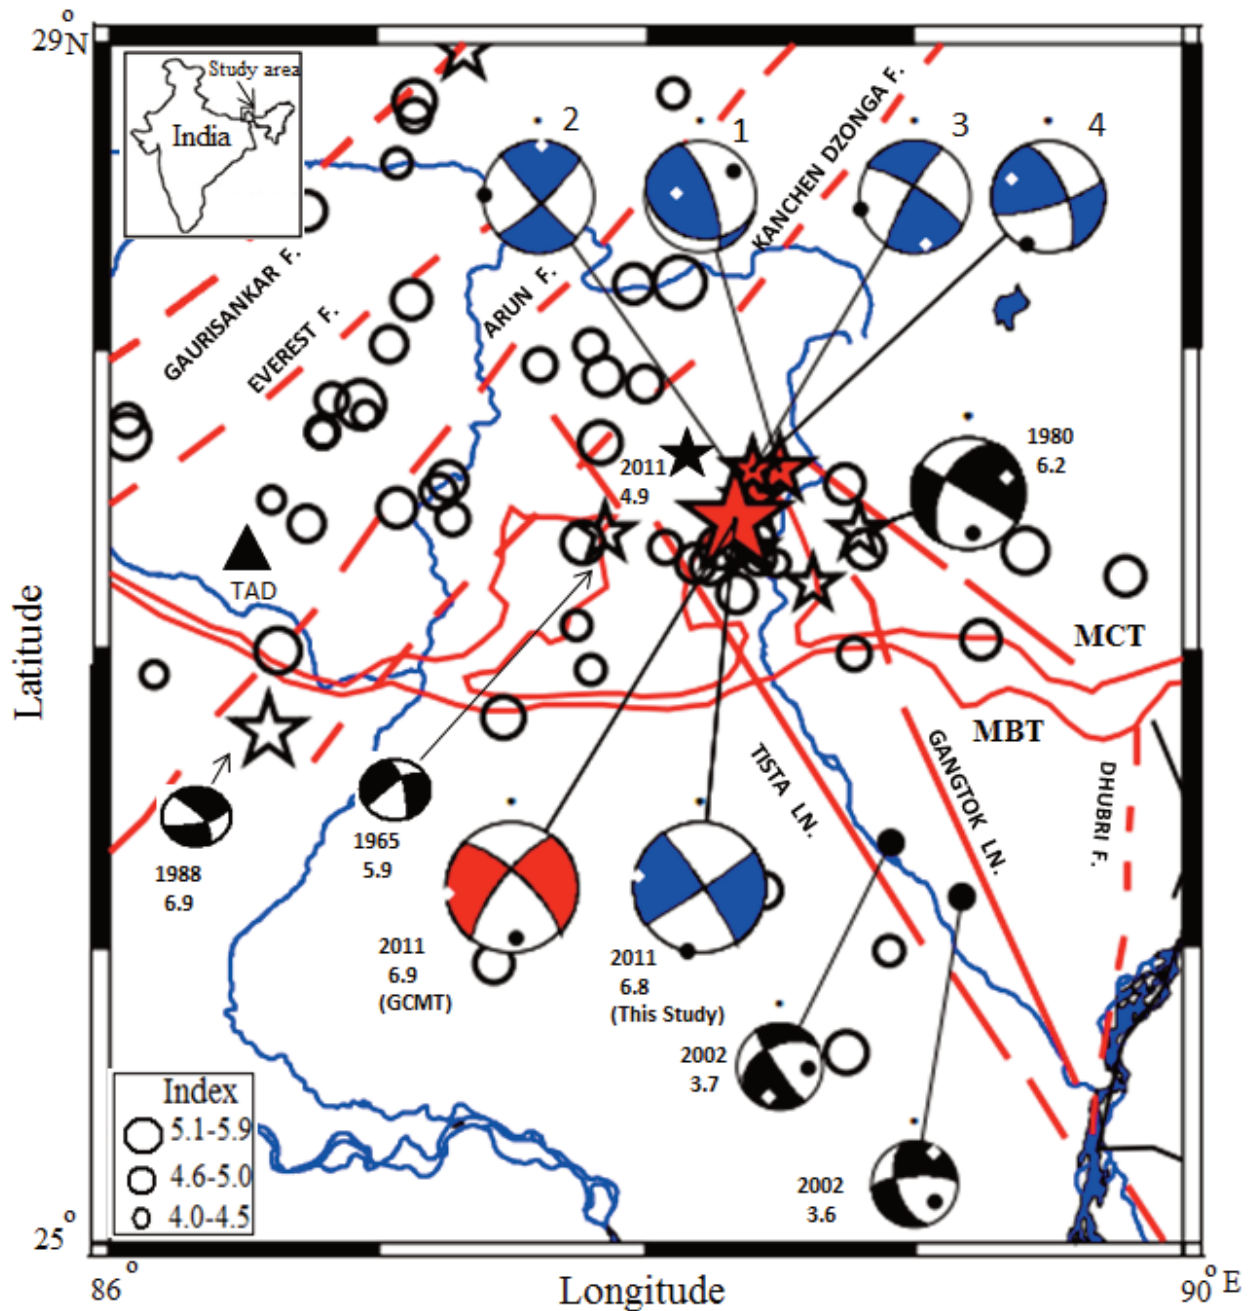 29°N
Study area
India
2
1
3
4
KANCHEN DZONGA F.
GAURISANKAR F.
EVEREST F.
ARUN F.
1980
6.2
2011
4.9
TAD
Latitude
MCT
MBT
TISTA LN.
GANGTOK LN.
DHUBRI F.
1988
6.9
1965
5.9
2011
6.9
(GCMT)
2011
6.8
(This Study)
2002
3.7
2002
3.6
Index
5.1-5.9
4.6-5.0
4.0-4.5
25°
86°
Longitude
90° E